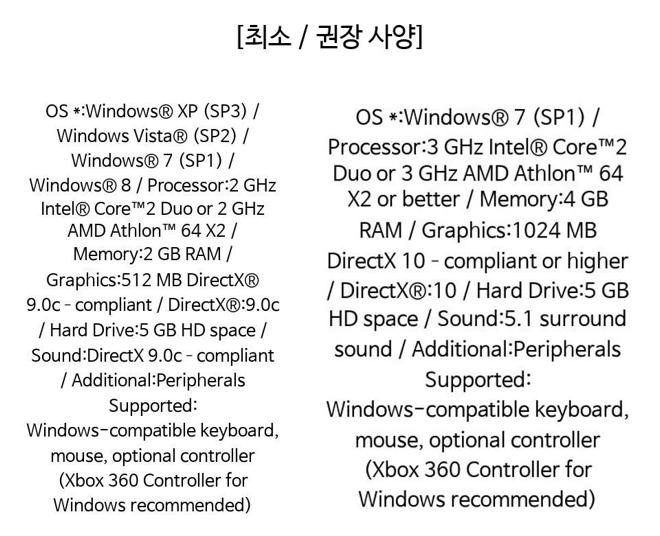 [최소 / 권장 사양]
OS *:Windows® XP (SP3) /
Windows Vista® (SP2) /
Windows® 7 (SP1) /
Windows® 8 / Processor:2 GHz
Intel® Core™2 Duo or 2 GHz
AMD Athlon™ 64 X2 /
Memory:2 GB RAM /
Graphics:512 MB DirectX®
9.0c - compliant / DirectX®:9.0c
/ Hard Drive:5 GB HD space /
Sound:DirectX 9.0c - compliant
/ Additional:Peripherals
Supported:
Windows-compatible keyboard,
mouse, optional controller
(Xbox 360 Controller for
Windows recommended)
OS *:Windows® 7 (SP1) /
Processor:3 GHz Intel® Core™2
Duo or 3 GHz AMD Athlon™ 64
X2 or better / Memory:4 GB
RAM / Graphics:1024 MB
DirectX 10 - compliant or higher
/ DirectX®:10 / Hard Drive:5 GB
HD space / Sound:5.1 surround
sound / Additional:Peripherals
Supported:
Windows-compatible keyboard,
mouse, optional controller
(Xbox 360 Controller for
Windows recommended)